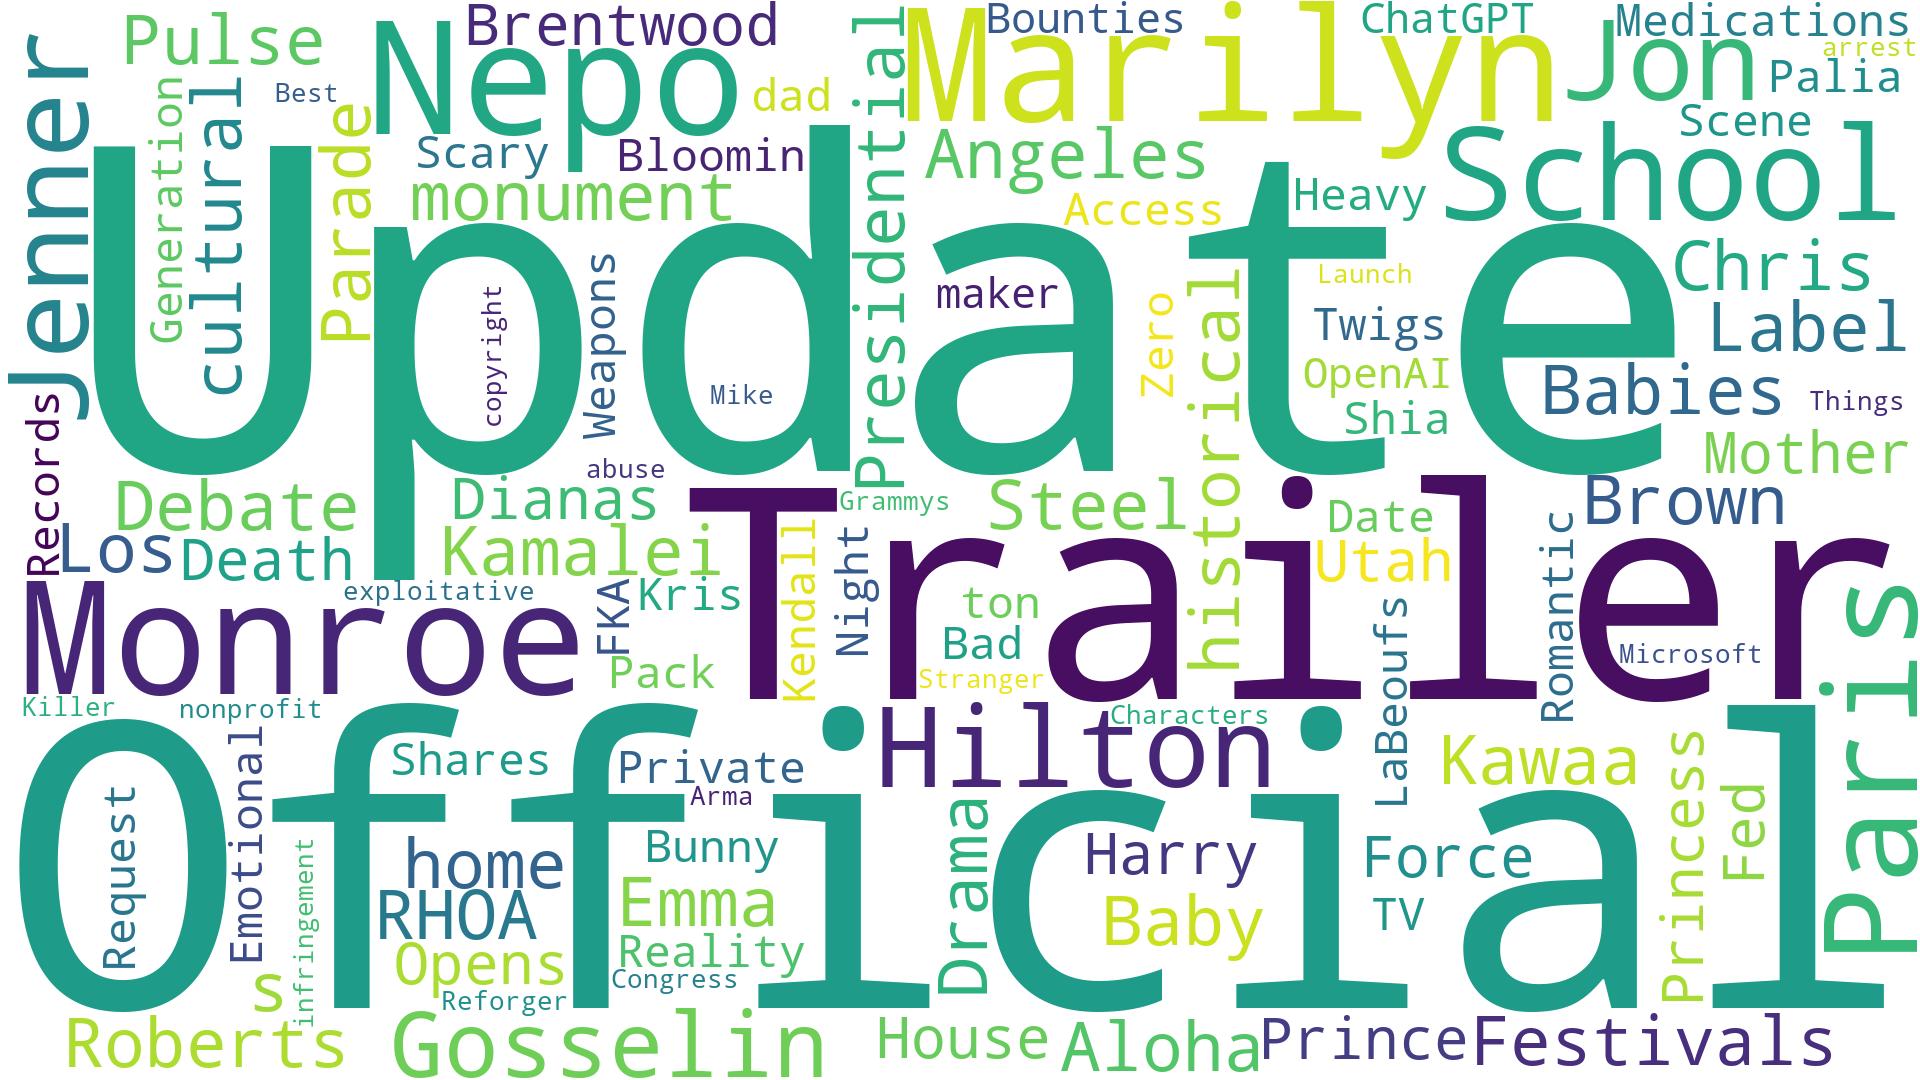 Brentwood
Bounties
ChatGPT
Medications
Pulse
Nepo
Marilyn
Jon
arrest
Jenner
cultural
Best
dad
Presidential
Palia
Generation
Parade
Scary
Bloomin
Angeles
Scene
School
monument
Access
Heavy
Update
Chris
copyright
Weapons
maker
Zero
historical
Launch
Twigs
Label
Mike
OpenAI
Babies
Things
Records
Shia
Mother
abuse
Debate
Dianas
Grammys
Steel
Date
Brown
Trailer
Los
Death
Kamalei
Kendall
Night
Utah
Romantic
exploitative
FKA
Kris
ton
LaBeoufs
Monroe
Bad
Microsoft
Paris
Pack
Stranger
Killer
nonprofit
Hilton
Characters
Official
Emotional
Shares
Private
Kawaa
Princess
Request
Arma
Drama
Fed
infringement
home
Bunny
Harry
Force
RHOA
Emma
Baby
TV
Opens
Reality
s
Congress
Reforger
Roberts
Gosselin
House
Aloha
Prince
Festivals